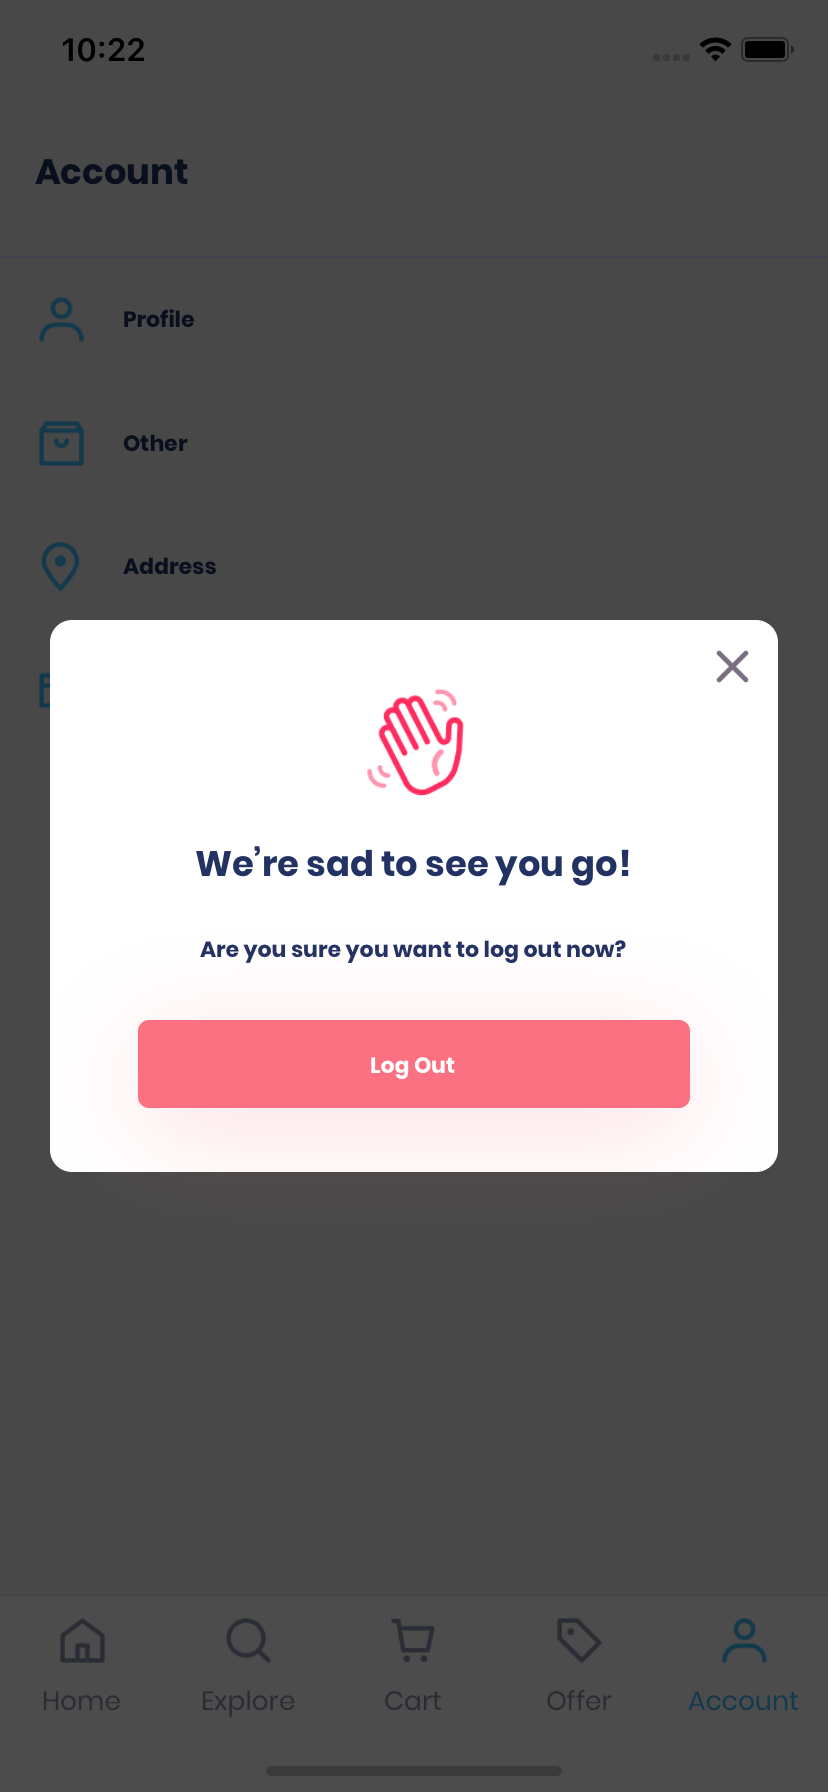 10:22
Account
Profile
Other
Address
We’re sad to see you go!
Are you sure you want to log out now?
Log Out
Home
Explore
Cart
Offer
Account